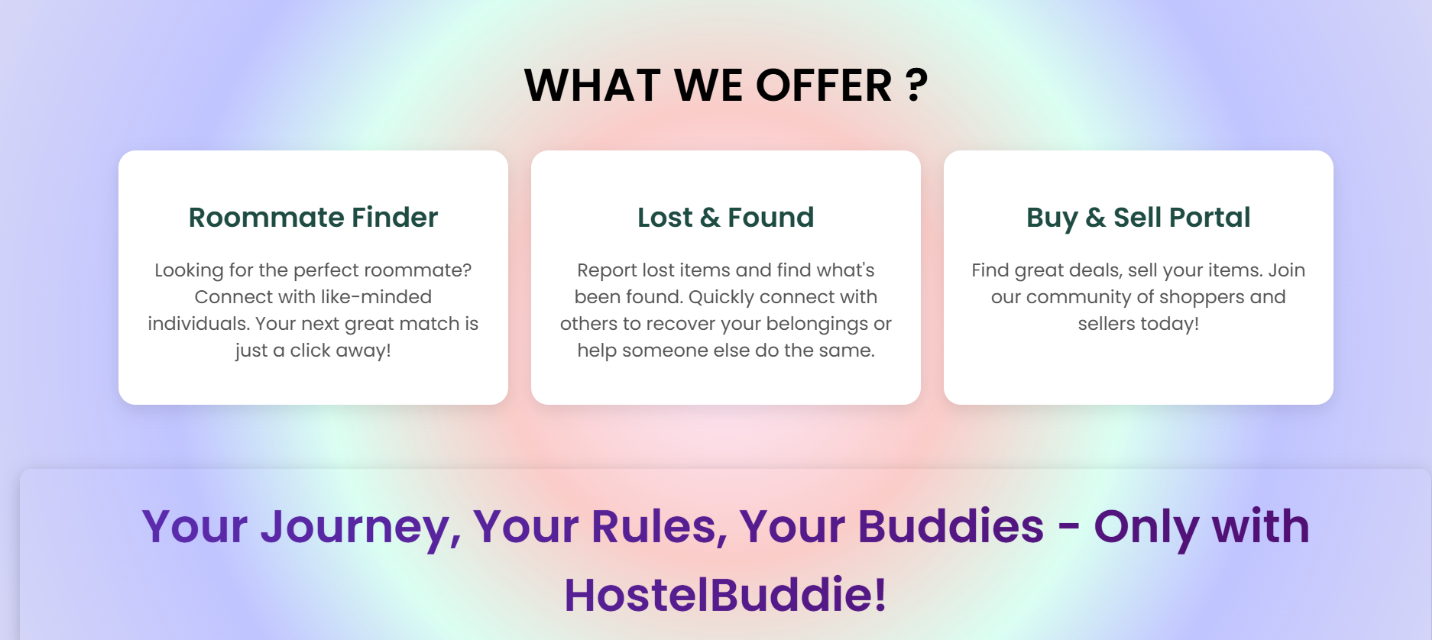 WHAT WE OFFER ?
Roommate Finder
Looking for the perfect roommate?
Connect with like-minded
individuals. Your next great match is
just a click away!
Lost & Found
Report lost items and find what's
been found. Quickly connect with
others to recover your belongings or
help someone else do the same.
Buy & Sell Portal
Find great deals, sell your items. Join
our community of shoppers and
sellers today!
Your Journey, Your Rules, Your Buddies - Only with
HostelBuddie!